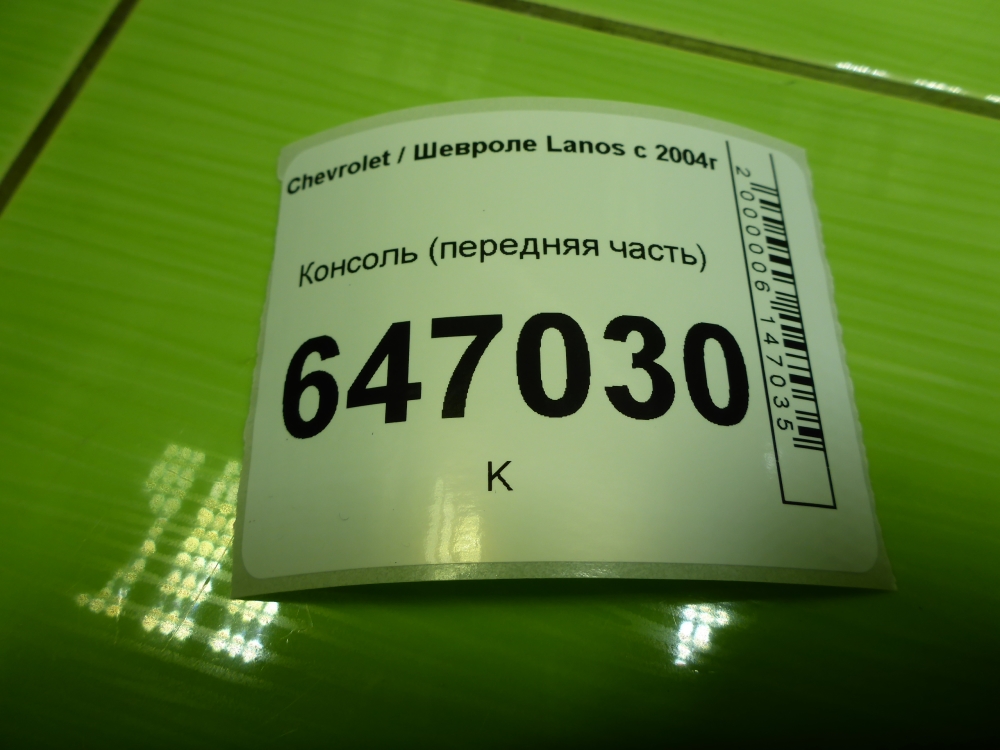 Chevrolet / Шевроле Lanos с 2004г
Консоль (передняя часть)
647030
К
2000006147035